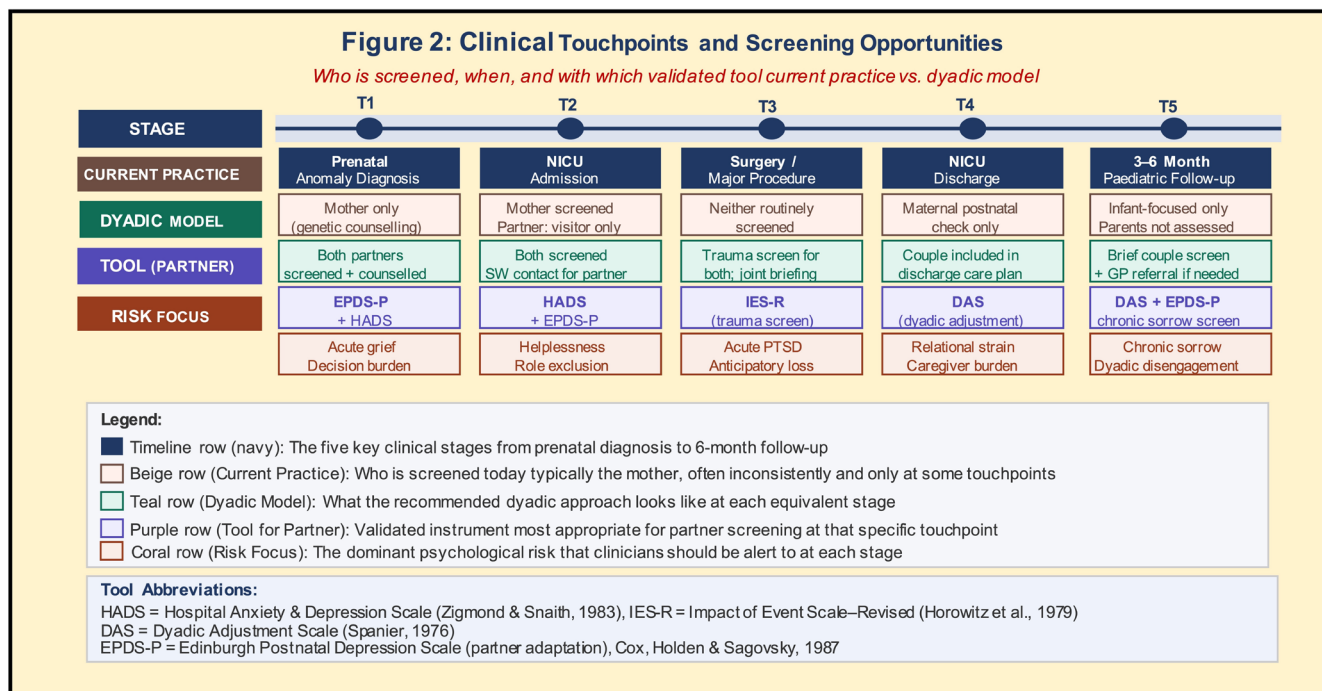 Figure 2: Clinical Touchpoints and Screening Opportunities
Who is screened, when, and with which validated tool current practice vs. dyadic model
T1 T2 T3 T4 T5
STAGE
CURRENT PRACTICE
DYADIC MODEL
TOOL (PARTNER)
RISK FOCUS
Prenatal
Anomaly Diagnosis
NICU
Admission
Surgery /
Major Procedure
NICU
Discharge
3–6 Month
Paediatric Follow-up
Mother only
(genetic counselling)
Mother screened
Partner: visitor only
Neither routinely
screened
Maternal postnatal
check only
Infant-focused only
Parents not assessed
Both partners
screened + counselled
Both screened
SW contact for partner
Trauma screen for
both; joint briefing
Couple included in
discharge care plan
Brief couple screen
+ GP referral if needed
EPDS-P
+ HADS
HADS
+ EPDS-P
IES-R
(trauma screen)
DAS
(dyadic adjustment)
DAS + EPDS-P
chronic sorrow screen
Acute grief
Decision burden
Helplessness
Role exclusion
Acute PTSD
Anticipatory loss
Relational strain
Caregiver burden
Chronic sorrow
Dyadic disengagement
Legend:
Timeline row (navy): The five key clinical stages from prenatal diagnosis to 6-month follow-up
Beige row (Current Practice): Who is screened today typically the mother, often inconsistently and only at some touchpoints
Teal row (Dyadic Model): What the recommended dyadic approach looks like at each equivalent stage
Purple row (Tool for Partner): Validated instrument most appropriate for partner screening at that specific touchpoint
Coral row (Risk Focus): The dominant psychological risk that clinicians should be alert to at each stage
Tool Abbreviations:
HADS = Hospital Anxiety & Depression Scale (Zigmond & Snaith, 1983), IES-R = Impact of Event Scale–Revised (Horowitz et al., 1979)
DAS = Dyadic Adjustment Scale (Spanier, 1976)
EPDS-P = Edinburgh Postnatal Depression Scale (partner adaptation), Cox, Holden & Sagovsky, 1987